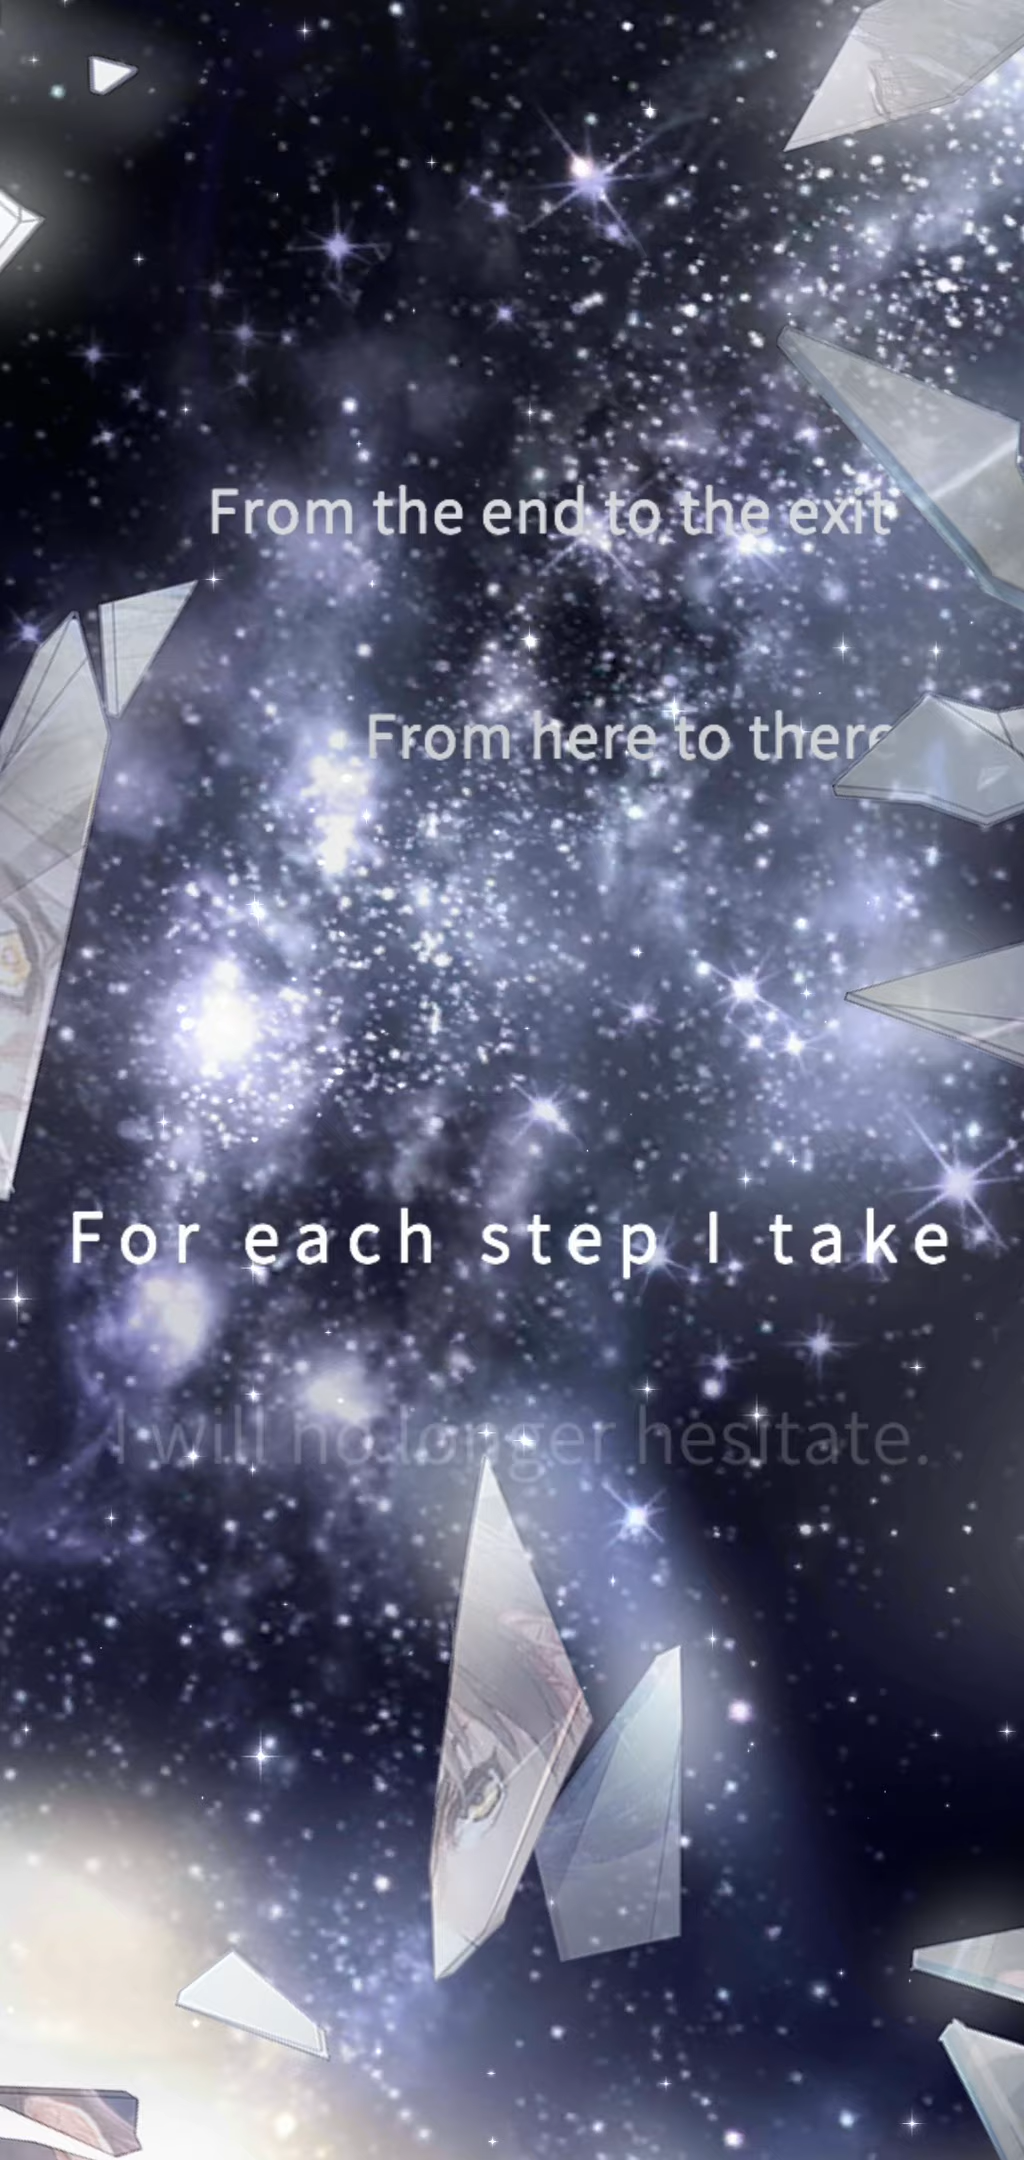 From the end to the exit
From here to there
For each step I take
I will no longer hesitate.